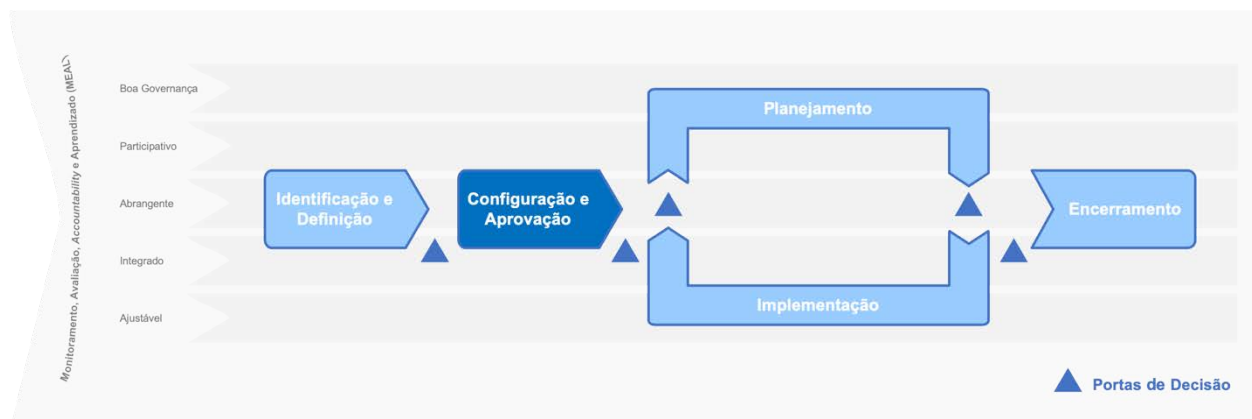 Monitoramento, Avaliação, Accountability e Aprendizado (MEAL)
Boa Governança
Participativo
Abrangente
Integrado
Ajustável
Identificação e
Definição
Configuração e
Aprovação
Planejamento
Implementação
Encerramento
Portas de Decisão